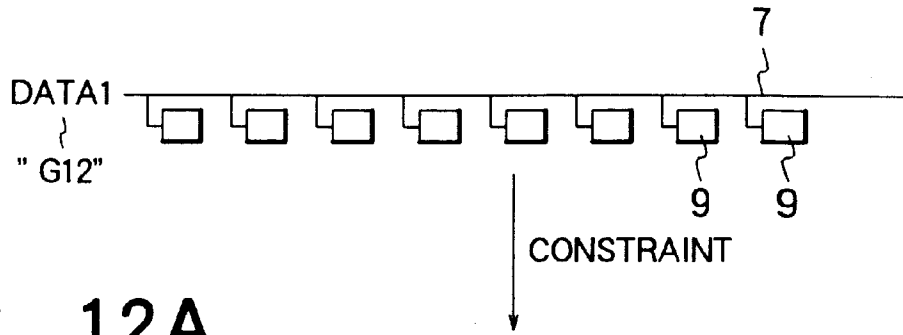 7
DATA1
" G12"
9 9
CONSTRAINT
12A